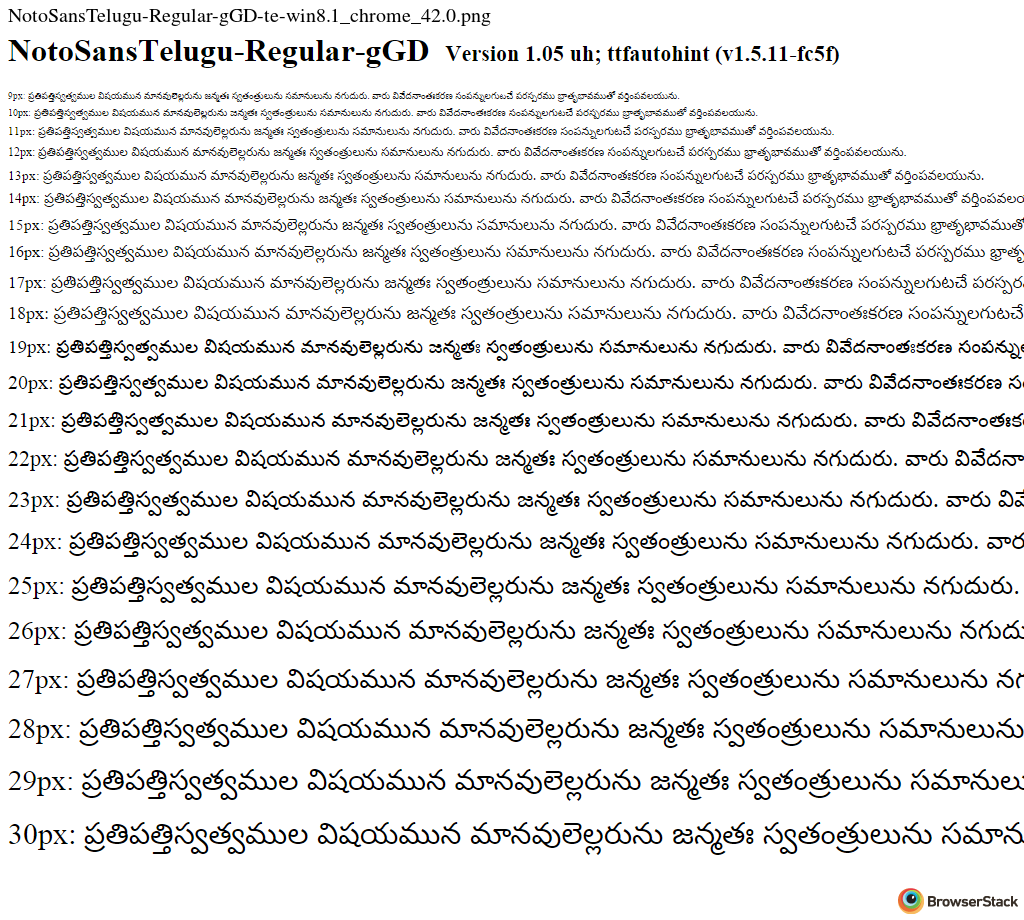 NotoSansTelugu-Regular-gGD-te-win8.1_chrome_42.0.png
NotoSansTelugu-Regular-gGD Version 1.05 uh; ttfautohint (v1.5.11-fc5f)
9px: ప్రతిపత్తిస్వత్వముల విషయమున మానవులెల్లరును జన్మతః స్వతంత్రులును సమానులును నగుదురు. వారు వివేదనాంతఃకరణ సంపన్నులగుటచే పరస్పరము భ్రాతృభావముతో వర్తింపవలయును.
10px: ప్రతిపత్తిస్వత్వముల విషయమున మానవులెల్లరును జన్మతః స్వతంత్రులును సమానులును నగుదురు. వారు వివేదనాంతఃకరణ సంపన్నులగుటచే పరస్పరము భ్రాతృభావముతో వర్తింపవలయును.
11px: ప్రతిపత్తిస్వత్వముల విషయమున మానవులెల్లరును జన్మతః స్వతంత్రులును సమానులును నగుదురు. వారు వివేదనాంతఃకరణ సంపన్నులగుటచే పరస్పరము భ్రాతృభావముతో వర్తింపవలయును.
12px: ప్రతిపత్తిస్వత్వముల విషయమున మానవులెల్లరును జన్మతః స్వతంత్రులును సమానులును నగుదురు. వారు వివేదనాంతఃకరణ సంపన్నులగుటచే పరస్పరము భ్రాతృభావముతో వర్తింపవలయును.
13px: ప్రతిపత్తిస్వత్వముల విషయమున మానవులెల్లరును జన్మతః స్వతంత్రులును సమానులును నగుదురు. వారు వివేదనాంతఃకరణ సంపన్నులగుటచే పరస్పరము భ్రాతృభావముతో వర్తింపవలయును.
14px: ప్రతిపత్తిస్వత్వముల విషయమున మానవులెల్లరును జన్మతః స్వతంత్రులును సమానులును నగుదురు. వారు వివేదనాంతఃకరణ సంపన్నులగుటచే పరస్పరము భ్రాతృభావముతో వర్తింపవలయు
15px: ప్రతిపత్తిస్వత్వముల విషయమున మానవులెల్లరును జన్మతః స్వతంత్రులును సమానులును నగుదురు. వారు వివేదనాంతఃకరణ సంపన్నులగుటచే పరస్పరము భ్రాతృభావముతో
16px: ప్రతిపత్తిస్వత్వముల విషయమున మానవులెల్లరును జన్మతః స్వతంత్రులును సమానులును నగుదురు. వారు వివేదనాంతఃకరణ సంపన్నులగుటచే పరస్పరము భ్రాతృ
17px: ప్రతిపత్తిస్వత్వముల విషయమున మానవులెల్లరును జన్మతః స్వతంత్రులును సమానులును నగుదురు. వారు వివేదనాంతఃకరణ సంపన్నులగుటచే పరస్పర
18px: ప్రతిపత్తిస్వత్వముల విషయమున మానవులెల్లరును జన్మతః స్వతంత్రులును సమానులును నగుదురు. వారు వివేదనాంతఃకరణ సంపన్నులగుటచే
19px: ప్రతిపత్తిస్వత్వముల విషయమున మానవులెల్లరును జన్మతః స్వతంత్రులును సమానులును నగుదురు. వారు వివేదనాంతఃకరణ సంపన్ను
20px: ప్రతిపత్తిస్వత్వముల విషయమున మానవులెల్లరును జన్మతః స్వతంత్రులును సమానులును నగుదురు. వారు వివేదనాంతఃకరణ సం
21px: ప్రతిపత్తిస్వత్వముల విషయమున మానవులెల్లరును జన్మతః స్వతంత్రులును సమానులును నగుదురు. వారు వివేదనాంతఃక
22px: ప్రతిపత్తిస్వత్వముల విషయమున మానవులెల్లరును జన్మతః స్వతంత్రులును సమానులును నగుదురు. వారు వివేదనా
23px: ప్రతిపత్తిస్వత్వముల విషయమున మానవులెల్లరును జన్మతః స్వతంత్రులును సమానులును నగుదురు. వారు వివే
24px: ప్రతిపత్తిస్వత్వముల విషయమున మానవులెల్లరును జన్మతః స్వతంత్రులును సమానులును నగుదురు. వార
25px: ప్రతిపత్తిస్వత్వముల విషయమున మానవులెల్లరును జన్మతః స్వతంత్రులును సమానులును నగుదురు.
26px: ప్రతిపత్తిస్వత్వముల విషయమున మానవులెల్లరును జన్మతః స్వతంత్రులును సమానులును నగుదు
27px: ప్రతిపత్తిస్వత్వముల విషయమున మానవులెల్లరును జన్మతః స్వతంత్రులును సమానులును నగ
28px: ప్రతిపత్తిస్వత్వముల విషయమున మానవులెల్లరును జన్మతః స్వతంత్రులును సమానులును
29px: ప్రతిపత్తిస్వత్వముల విషయమున మానవులెల్లరును జన్మతః స్వతంత్రులును సమానులు
30px: ప్రతిపత్తిస్వత్వముల విషయమున మానవులెల్లరును జన్మతః స్వతంత్రులును సమాను
BrowserStack